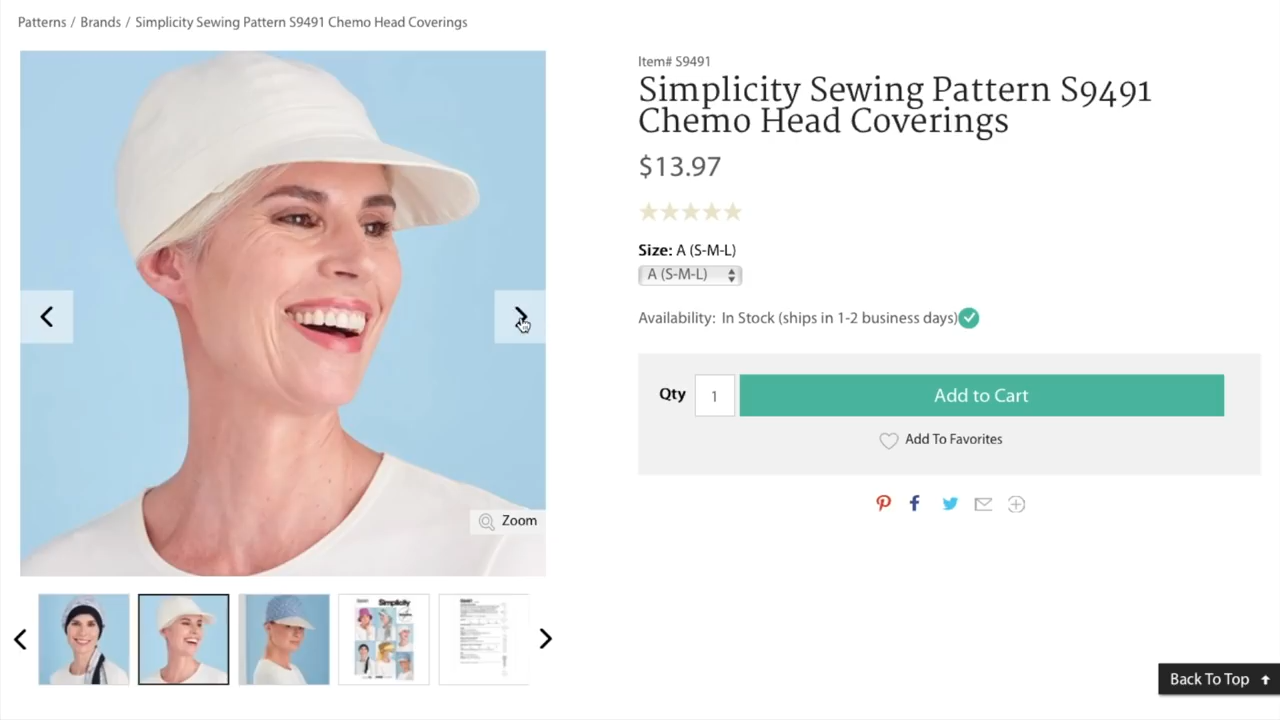 Patterns / Brands / Simplicity Sewing Pattern S9491 Chemo Head Coverings
Item# S9491
Simplicity Sewing Pattern S9491
Chemo Head Coverings
$13.97
Size: A (S-M-L)
A (S-M-L)
Availability: In Stock (ships in 1-2 business days)
Qty 1 Add to Cart
Add To Favorites
Zoom
Simplicity
Back To Top